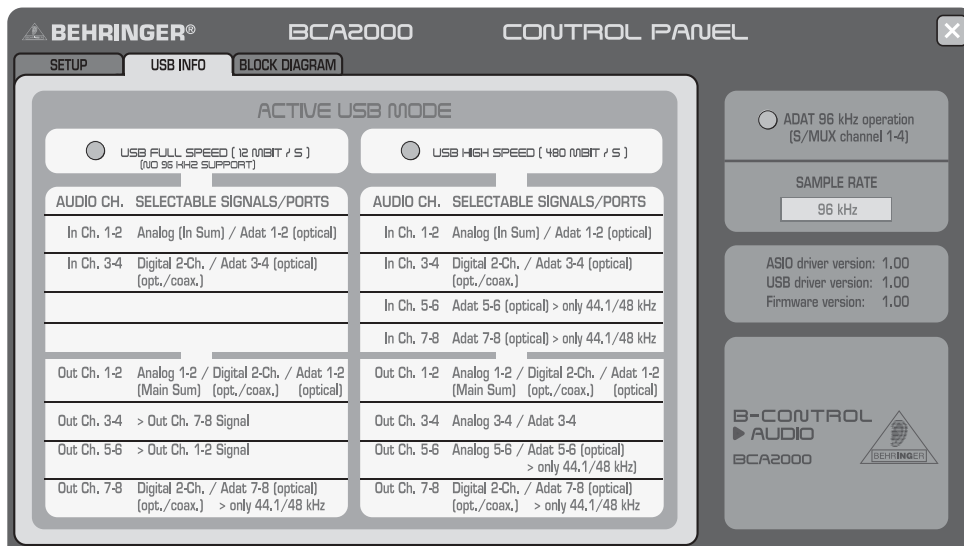 BEHRINGER® BCA2000 CONTROL PANEL
SETUP USB INFO BLOCK DIAGRAM
ACTIVE USB MODE
USB FULL SPEED ( 12 MBIT / S )
(NO 96 KHZ SUPPORT)
AUDIO CH. SELECTABLE SIGNALS/PORTS
In Ch. 1-2 Analog (In Sum) / Adat 1-2 (optical)
In Ch. 3-4 Digital 2-Ch. / Adat 3-4 (optical)
(opt./coax.)
Out Ch. 1-2 Analog 1-2 / Digital 2-Ch. / Adat 1-2
(Main Sum) (opt./coax.) (optical)
Out Ch. 3-4 > Out Ch. 7-8 Signal
Out Ch. 5-6 > Out Ch. 1-2 Signal
Out Ch. 7-8 Digital 2-Ch. / Adat 7-8 (optical)
(opt./coax.) > only 44.1/48 kHz
USB HIGH SPEED ( 480 MBIT / S )
AUDIO CH. SELECTABLE SIGNALS/PORTS
In Ch. 1-2 Analog (In Sum) / Adat 1-2 (optical)
In Ch. 3-4 Digital 2-Ch. / Adat 3-4 (optical)
(opt./coax.)
In Ch. 5-6 Adat 5-6 (optical) > only 44.1/48 kHz
In Ch. 7-8 Adat 7-8 (optical) > only 44.1/48 kHz
Out Ch. 1-2 Analog 1-2 / Digital 2-Ch. / Adat 1-2
(Main Sum) (opt./coax.) (optical)
Out Ch. 3-4 Analog 3-4 / Adat 3-4
Out Ch. 5-6 Analog 5-6 / Adat 5-6 (optical)
> only 44.1/48 kHz)
Out Ch. 7-8 Digital 2-Ch. / Adat 7-8 (optical)
(opt./coax.) > only 44.1/48 kHz
ADAT 96 kHz operation
(S/MUX channel 1-4)
SAMPLE RATE
96 kHz
ASIO driver version: 1.00
USB driver version: 1.00
Firmware version: 1.00
B-CONTROL
AUDIO
BCA2000
BEHRINGER